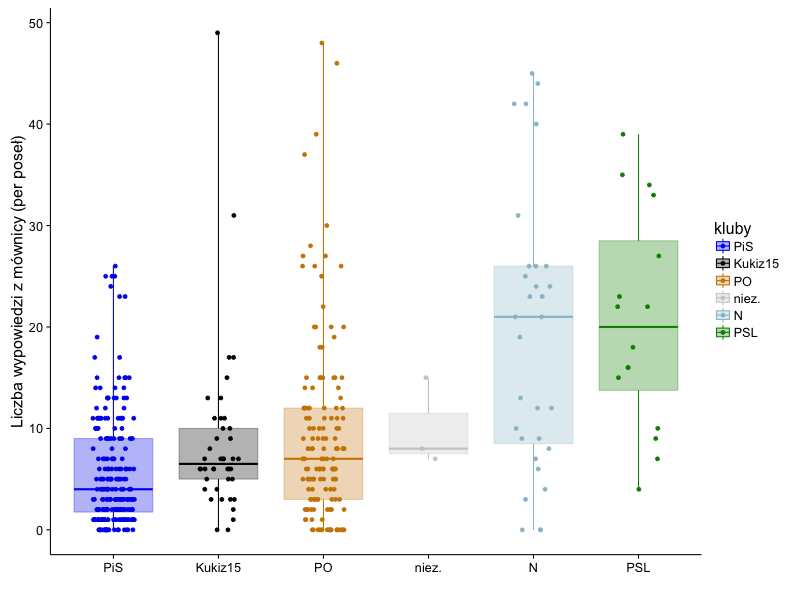 Liczba wypowiedzi z mównicy (per poseł)
50
40
30
20
10
0
PiS Kukiz15 PO niez. N PSL
kluby
PiS
Kukiz15
PO
niez.
N
PSL